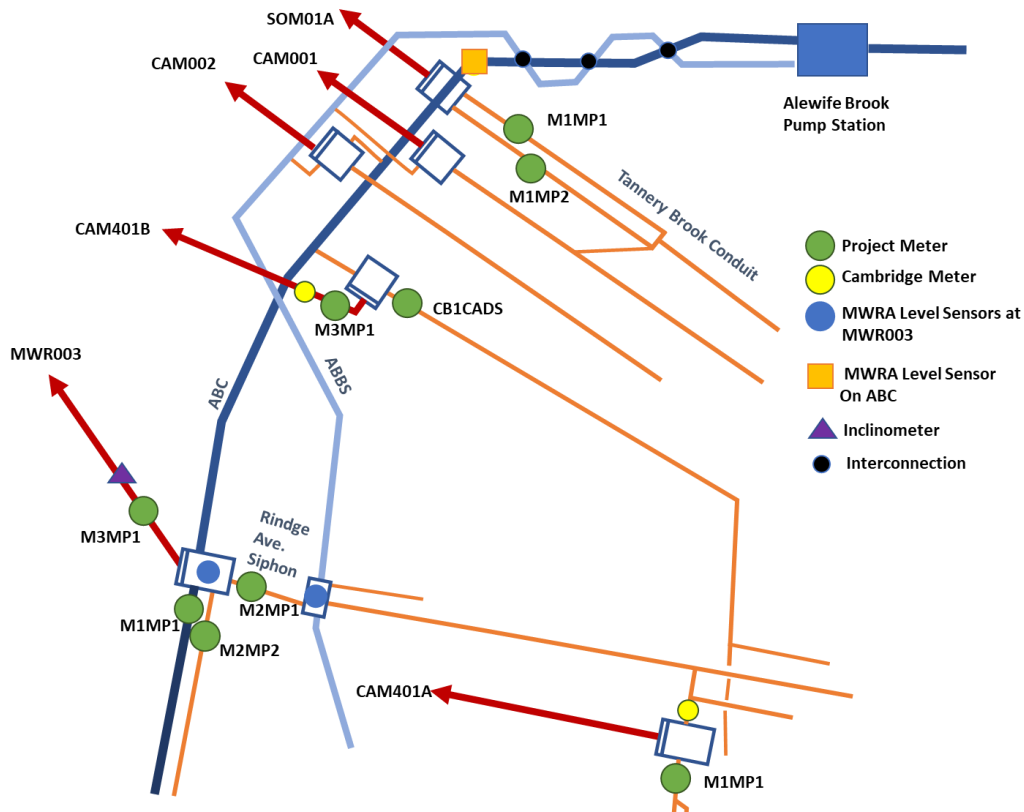 SOM01A
CAM002
CAM001
Alewife Brook
Pump Station
M1MP1
M1MP2
Tannery Brook Conduit
CAM401B
M3MP1
CB1CADS
Project Meter
Cambridge Meter
MWRA Level Sensors at
MWR003
MWRA Level Sensor
On ABC
Inclinometer
Interconnection
MWR003
ABC
ABBS
M3MP1
Rindge
Ave.
Siphon
M1MP1
M2MP1
M2MP2
CAM401A
M1MP1